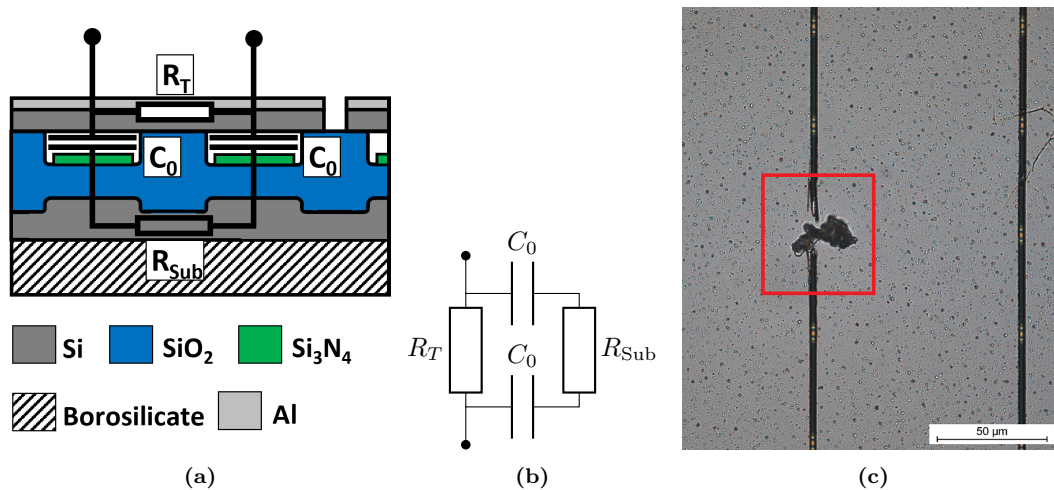 R_T
C_0
C_0
R_Sub
Si
SiO_2
Si_3N_4
Borosilicate
Al
C_0
R_T
C_0
R_Sub
50 µm
(a)
(b)
(c)